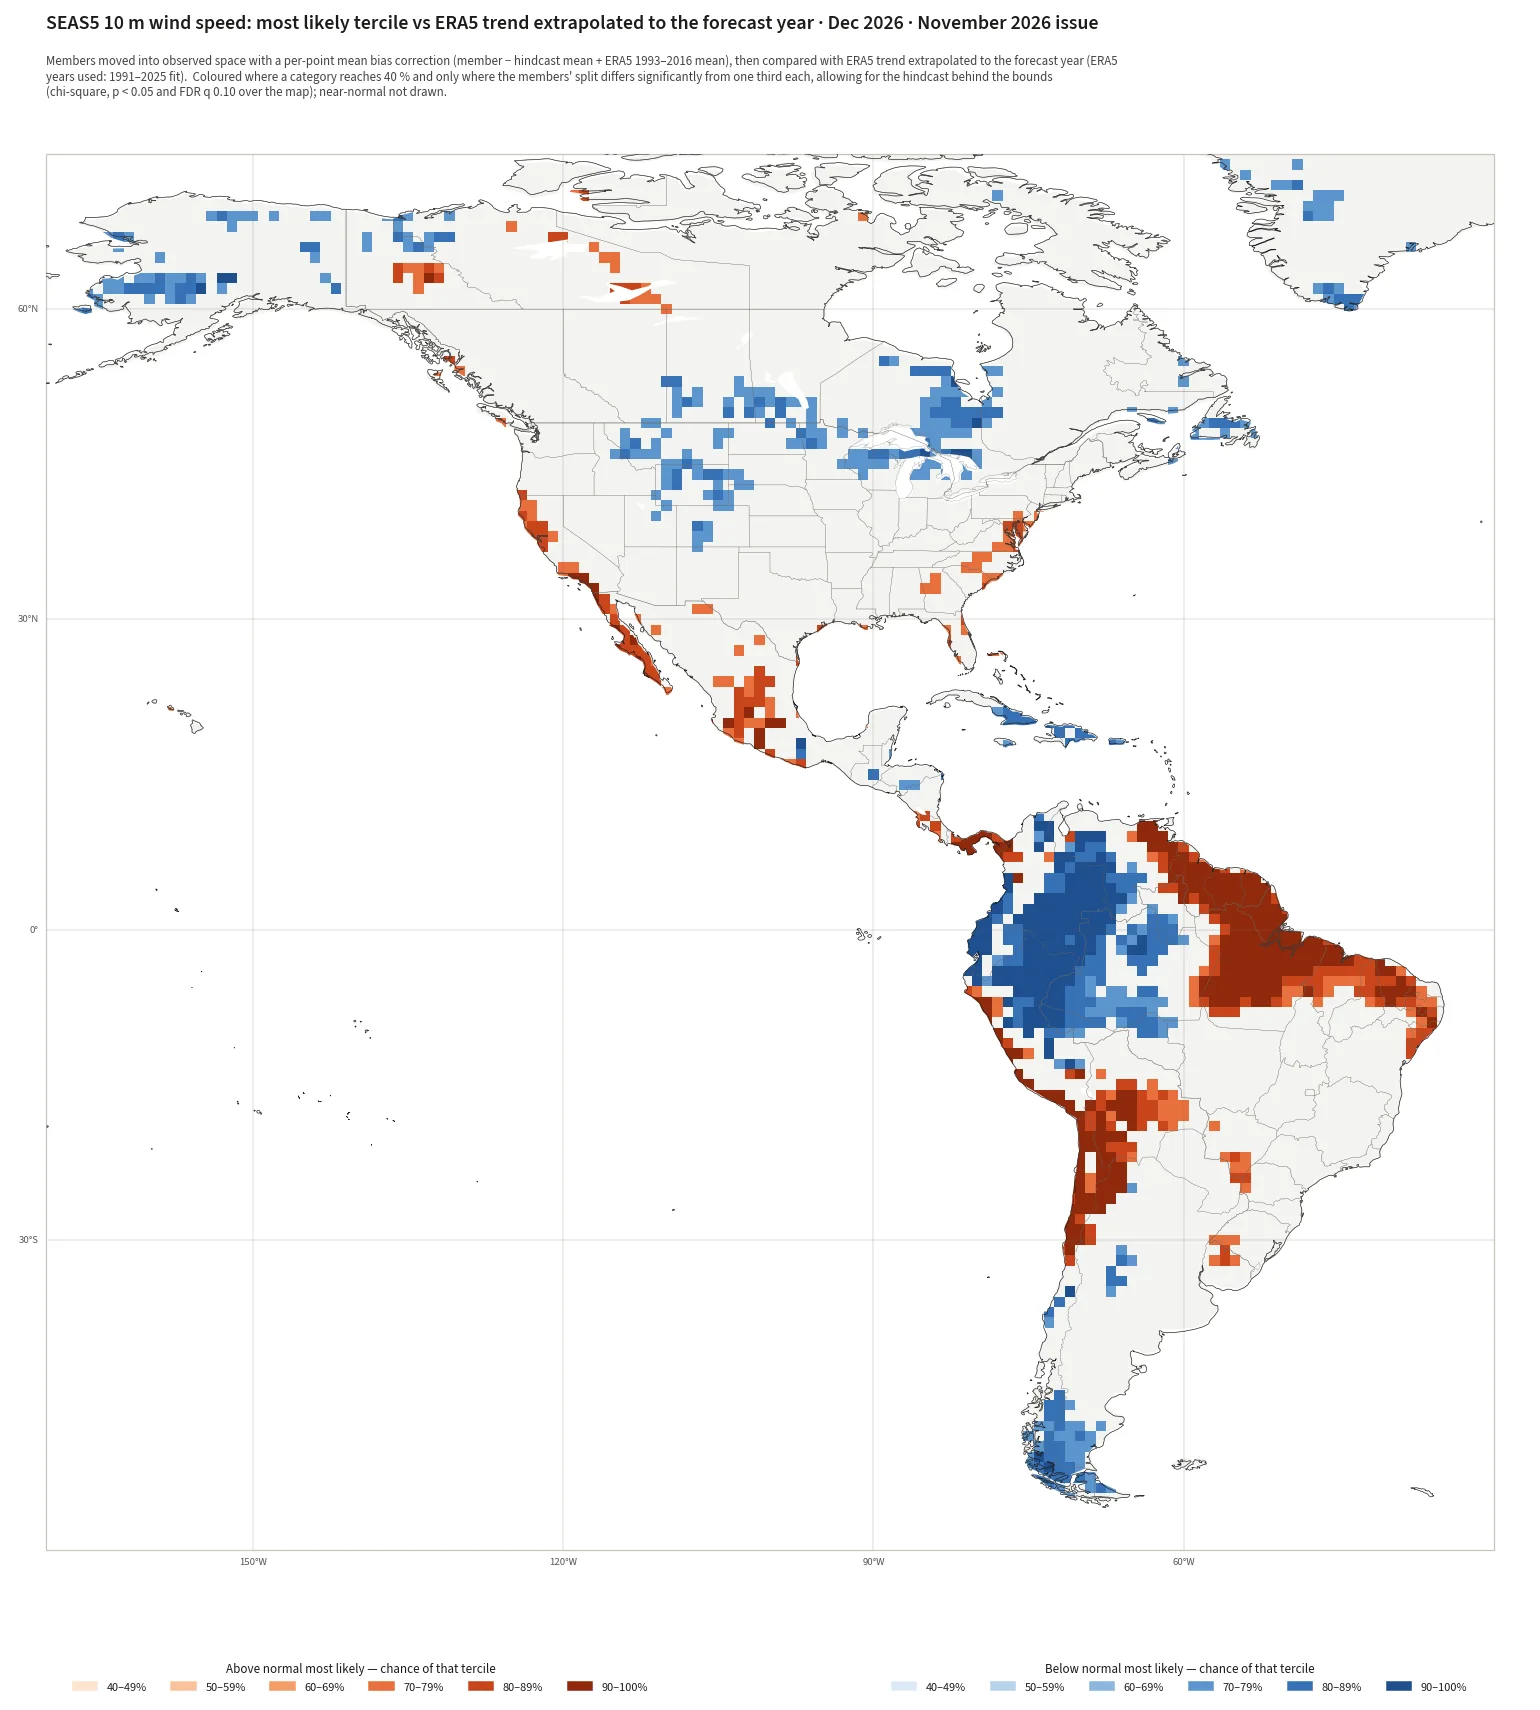 SEAS5 10 m wind speed: most likely tercile vs ERA5 trend extrapolated to the forecast year · Dec 2026 · November 2026 issue
Members moved into observed space with a per-point mean bias correction (member − hindcast mean + ERA5 1993–2016 mean), then compared with ERA5 trend extrapolated to the forecast year (ERA5
years used: 1991–2025 fit). Coloured where a category reaches 40 % and only where the members' split differs significantly from one third each, allowing for the hindcast behind the bounds
(chi-square, p < 0.05 and FDR q 0.10 over the map); near-normal not drawn.
60°N
30°N
0°
30°S
150°W 120°W 90°W 60°W
Above normal most likely — chance of that tercile
40–49% 50–59% 60–69% 70–79% 80–89% 90–100%
Below normal most likely — chance of that tercile
40–49% 50–59% 60–69% 70–79% 80–89% 90–100%